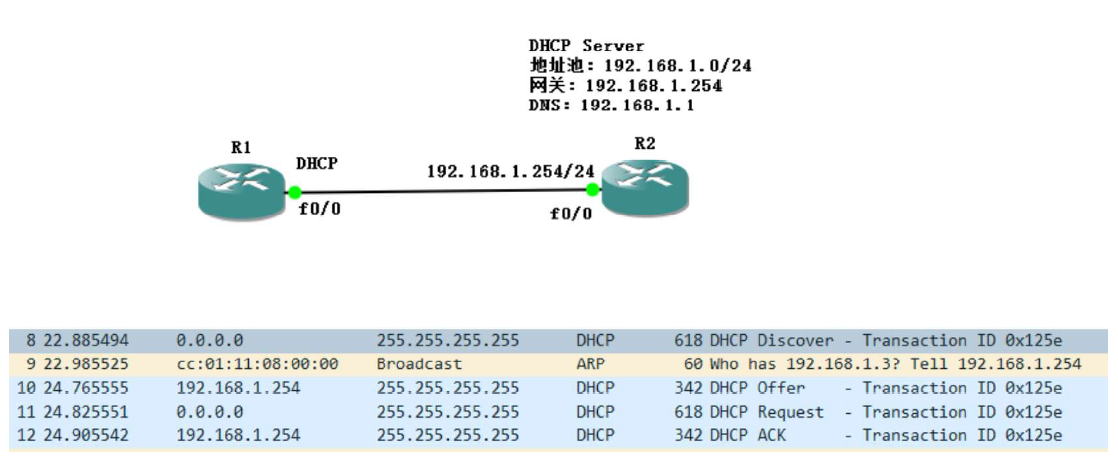 DHCP Server
地址池：192.168.1.0/24
网关：192.168.1.254
DNS：192.168.1.1
R1
R2
DHCP
192.168.1.254/24
f0/0
f0/0
8 22.885494 0.0.0.0 255.255.255.255 DHCP 618 DHCP Discover - Transaction ID 0x125e
9 22.985525 cc:01:11:08:00:00 Broadcast ARP 60 Who has 192.168.1.3? Tell 192.168.1.254
10 24.765555 192.168.1.254 255.255.255.255 DHCP 342 DHCP Offer - Transaction ID 0x125e
11 24.825551 0.0.0.0 255.255.255.255 DHCP 618 DHCP Request - Transaction ID 0x125e
12 24.905542 192.168.1.254 255.255.255.255 DHCP 342 DHCP ACK - Transaction ID 0x125e